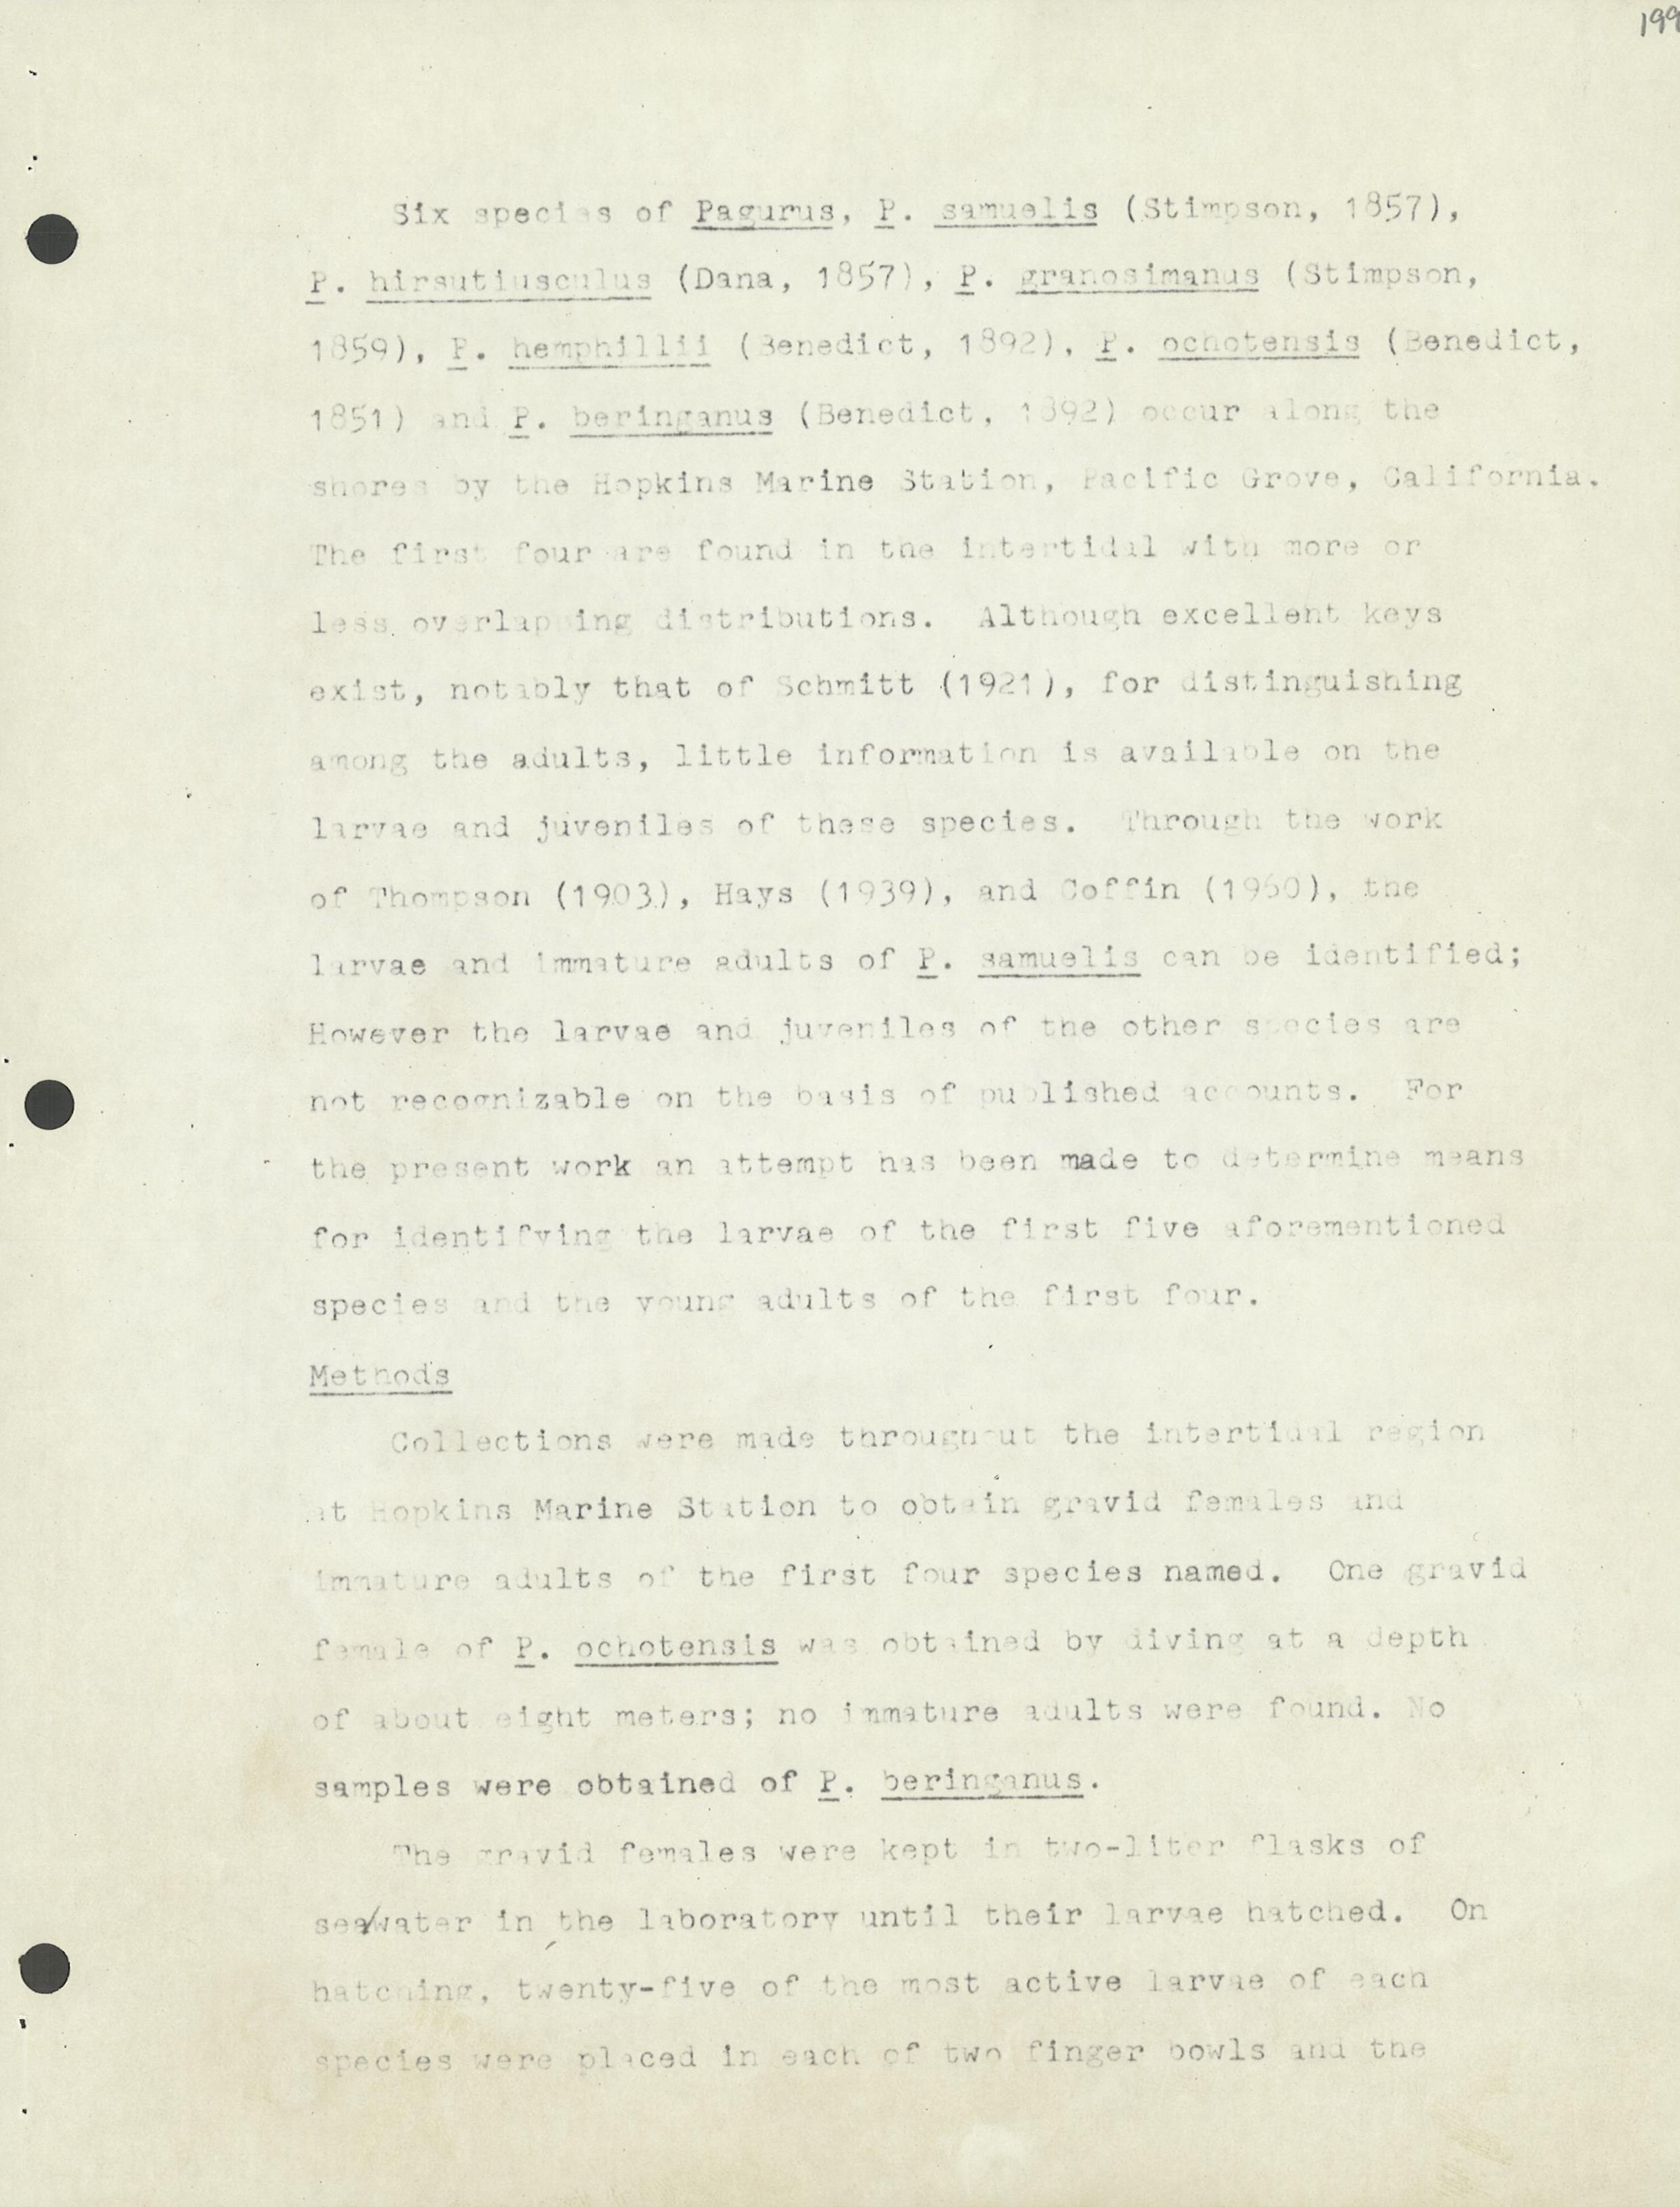 199
Six species of Pagurus, P. samuelis (Stimpson, 1857),
P. hirsutiusculus (Dana, 1857), P. granosimanus (Stimpson,
1859), P. hemphillii (Benedict, 1892), P. ochotensis (Benedict,
1851) and P. beringanus (Benedict, 1892) occur along the
shores by the Hopkins Marine Station, Pacific Grove, California.
The first four are found in the intertidal with more or
less overlapping distributions. Although excellent keys
exist, notably that of Schmitt (1921), for distinguishing
among the adults, little information is available on the
larvae and juveniles of these species. Through the work
of Thompson (1903), Hays (1939), and Coffin (1960), the
larvae and immature adults of P. samuelis can be identified;
However the larvae and juveniles of the other species are
not recognizable on the basis of published accounts. For
the present work an attempt has been made to determine means
for identifying the larvae of the first five aforementioned
species and the young adults of the first four.
Methods
Collections were made throughout the intertidal region
at Hopkins Marine Station to obtain gravid females and
immature adults of the first four species named. One gravid
female of P. ochotensis was obtained by diving at a depth
of about eight meters; no immature adults were found. No
samples were obtained of P. beringanus.
The gravid females were kept in two-liter flasks of
sea/water in the laboratory until their larvae hatched. On
hatching, twenty-five of the most active larvae of each
species were placed in each of two finger bowls and the